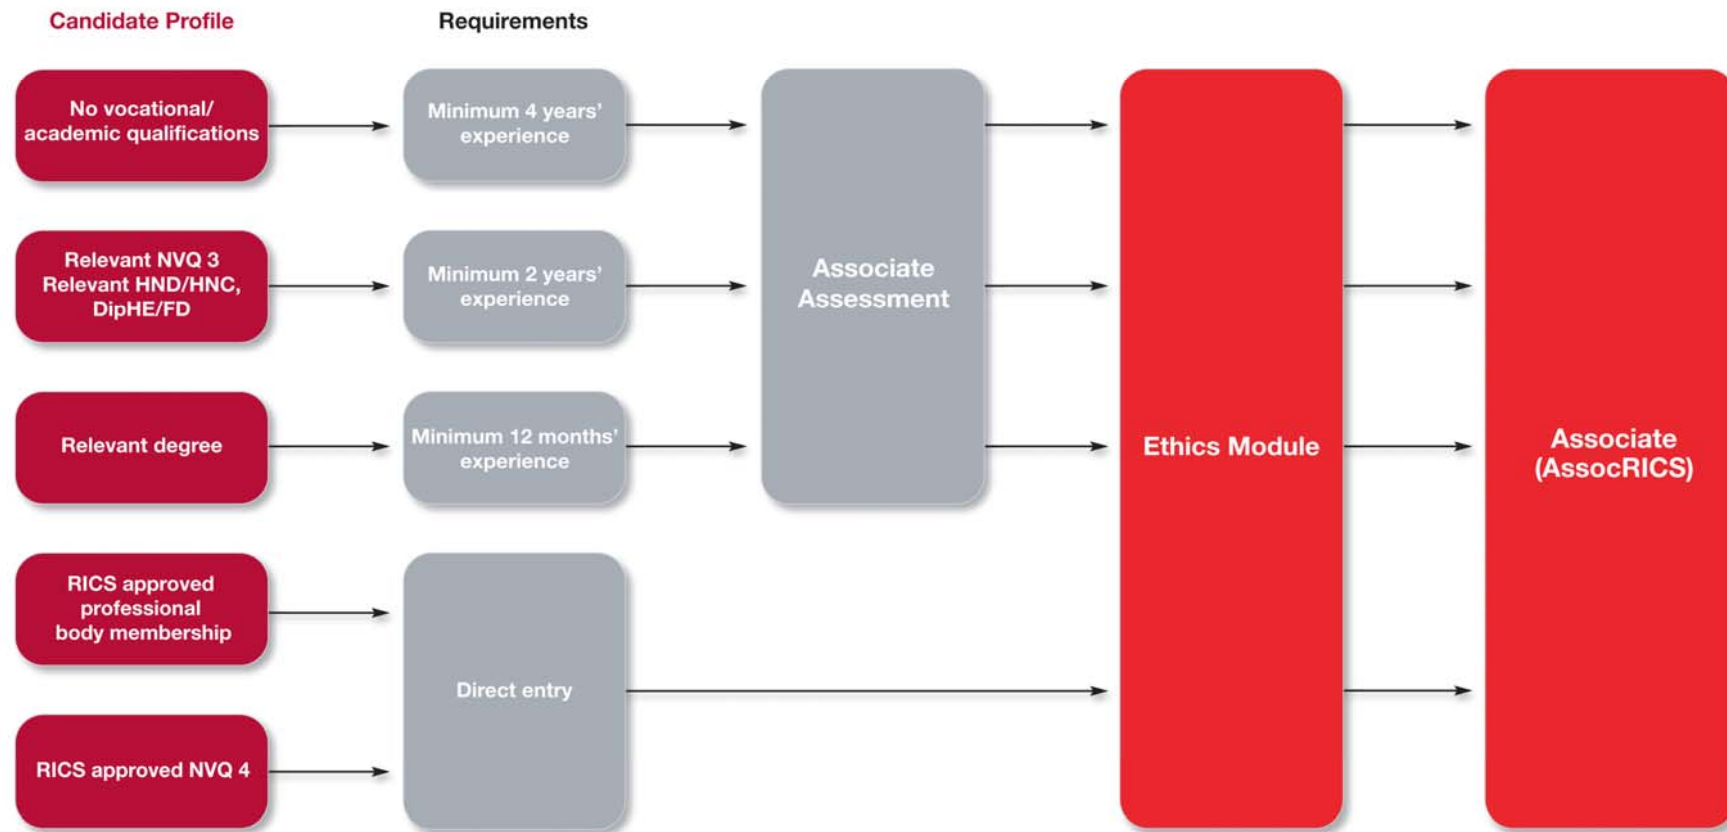 Candidate Profile
Requirements
No vocational/
academic qualifications
Minimum 4 years’
experience
Relevant NVQ 3
Relevant HND/HNC,
DipHE/FD
Minimum 2 years’
experience
Relevant degree
Minimum 12 months’
experience
RICS approved
professional
body membership
RICS approved NVQ 4
Direct entry
Associate
Assessment
Ethics Module
Associate
(AssocRICS)